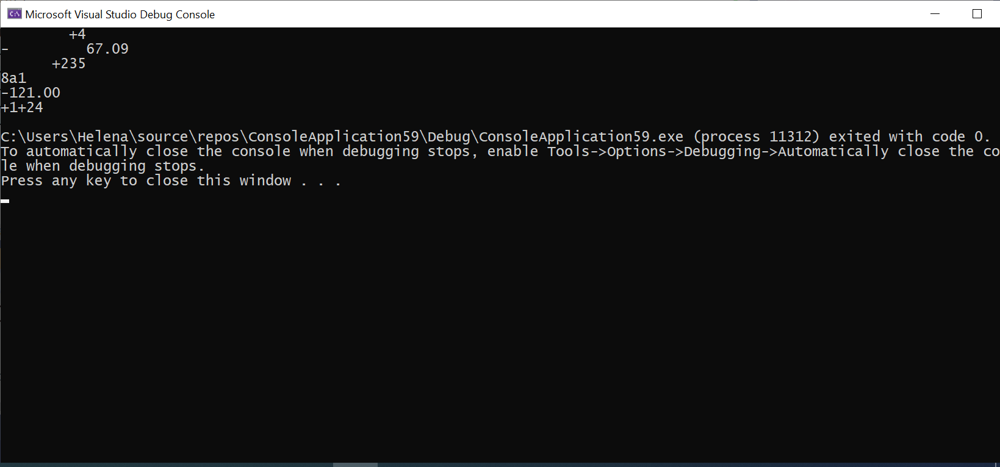 Microsoft Visual Studio Debug Console
        +4
-         67.09
      +235
8a1
-121.00
+1+24
C:\Users\Helena\source\repos\ConsoleApplication59\Debug\ConsoleApplication59.exe (process 11312) exited with code 0.
To automatically close the console when debugging stops, enable Tools->Options->Debugging->Automatically close the co
le when debugging stops.
Press any key to close this window . . .